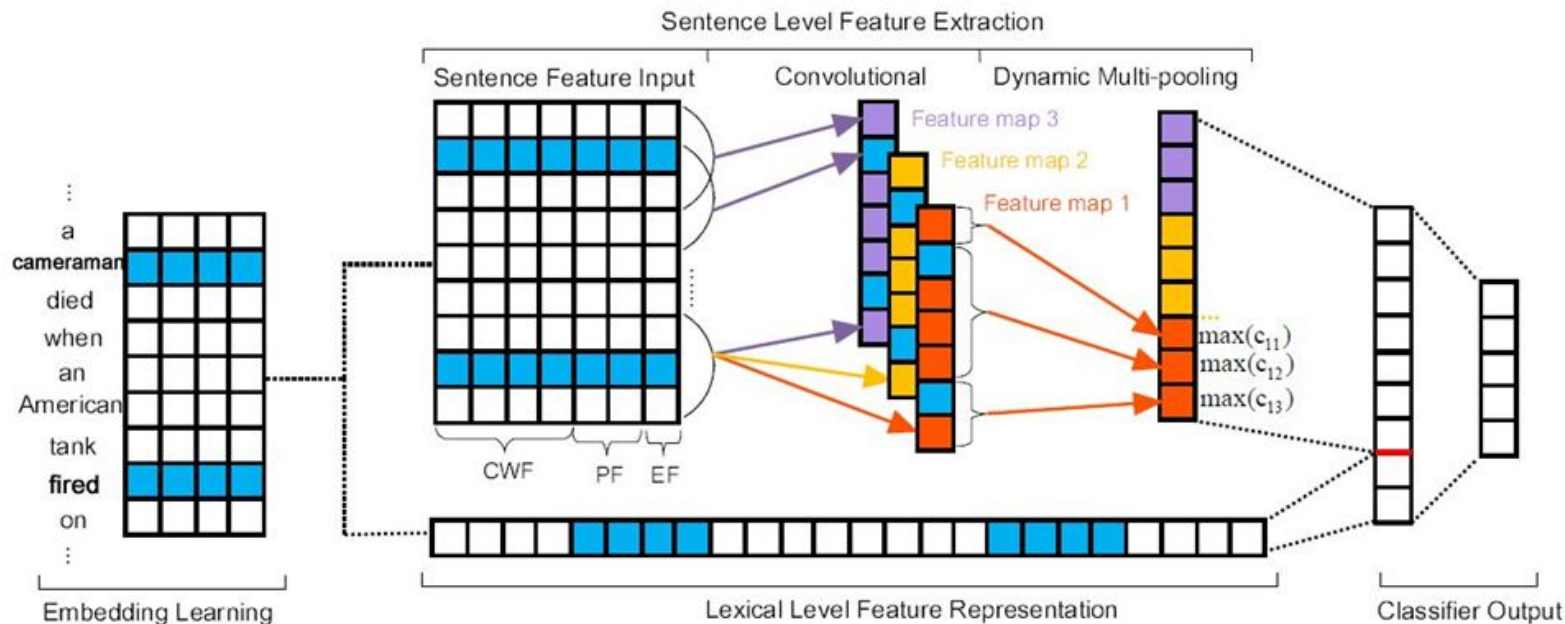 Sentence Level Feature Extraction
Sentence Feature Input
Convolutional
Dynamic Multi-pooling
Feature map 3
Feature map 2
Feature map 1
...
a
cameraman
died
when
an
American
tank
fired
on
...
......
...
max(c11)
max(c12)
max(c13)
CWF
PF
EF
Embedding Learning
Lexical Level Feature Representation
Classifier Output